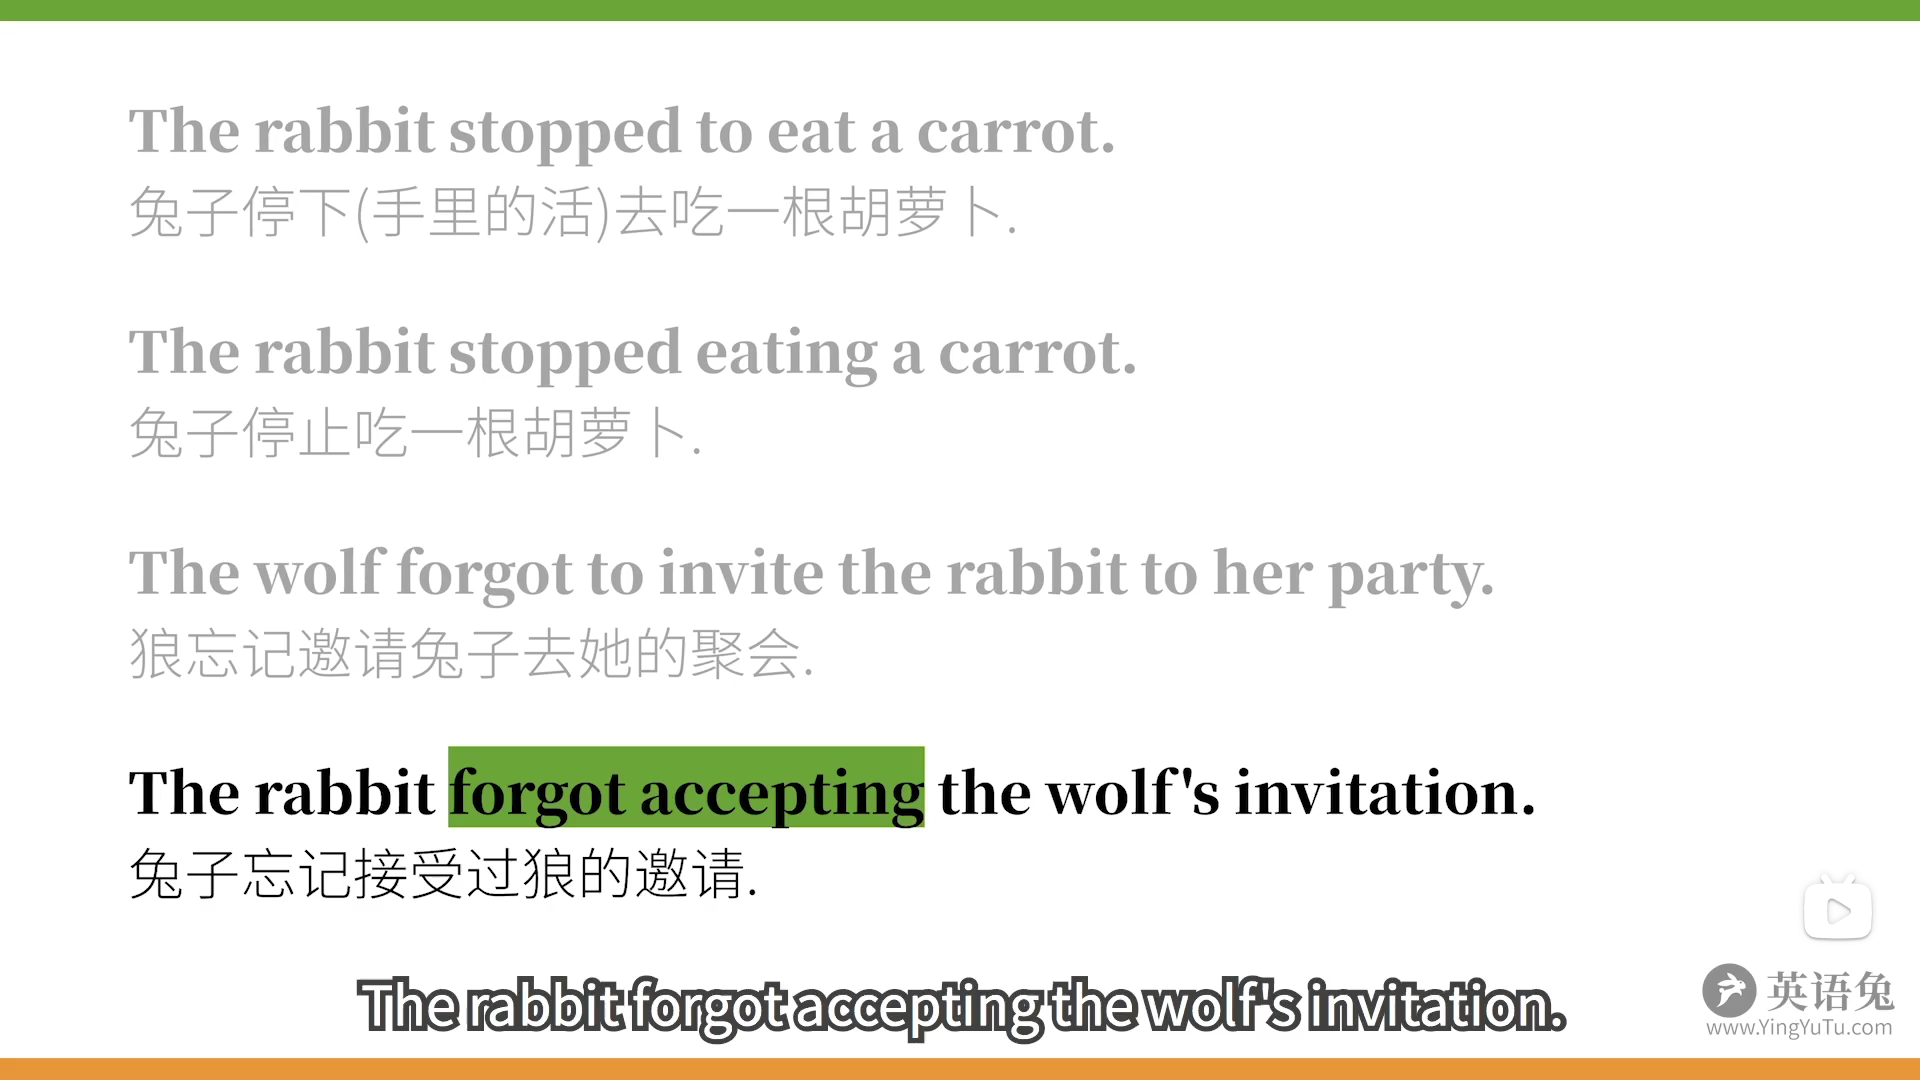 The rabbit stopped to eat a carrot.
兔子停下(手里的活)去吃一根胡萝卜.
The rabbit stopped eating a carrot.
兔子停止吃一根胡萝卜.
The wolf forgot to invite the rabbit to her party.
狼忘记邀请兔子去她的聚会.
The rabbit forgot accepting the wolf's invitation.
兔子忘记接受过狼的邀请.
The rabbit forgot accepting the wolf's invitation.
英语兔
www.YingYuTu.com